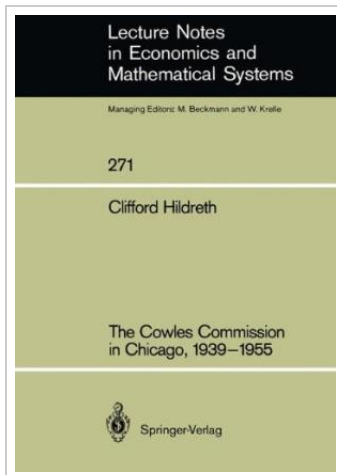 Lecture Notes
in Economics and
Mathematical Systems
Managing Editors: M. Beckmann and W. Krelle
271
Clifford Hildreth
The Cowles Commission
in Chicago, 1939–1955
Springer-Verlag